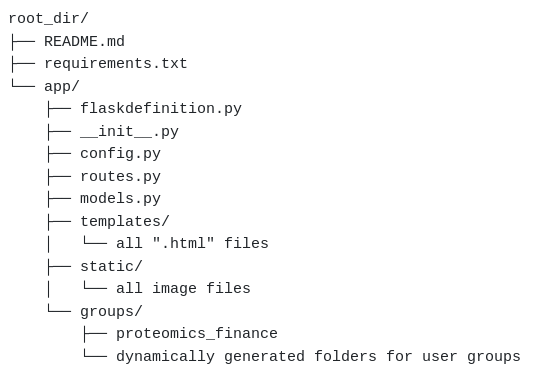 root_dir/
├── README.md
├── requirements.txt
└── app/
    ├── flaskdefinition.py
    ├── __init__.py
    ├── config.py
    ├── routes.py
    ├── models.py
    ├── templates/
    │   └── all ".html" files
    ├── static/
    │   └── all image files
    └── groups/
        ├── proteomics_finance
        └── dynamically generated folders for user groups